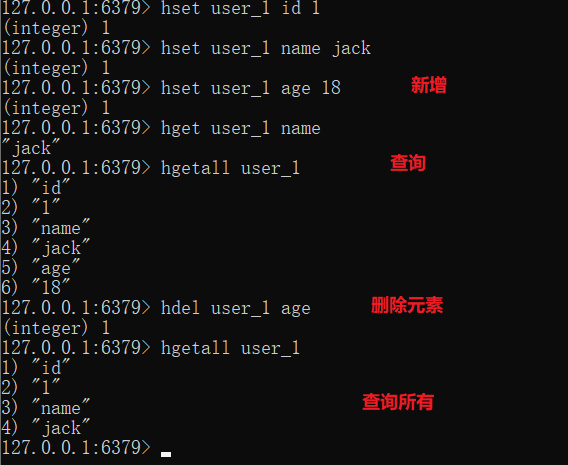 127.0.0.1:6379> hset user_1 id 1
(integer) 1
127.0.0.1:6379> hset user_1 name jack
(integer) 1
127.0.0.1:6379> hset user_1 age 18 新增
(integer) 1
127.0.0.1:6379> hget user_1 name
"jack"
127.0.0.1:6379> hgetall user_1 查询
1) "id"
2) "1"
3) "name"
4) "jack"
5) "age"
6) "18"
127.0.0.1:6379> hdel user_1 age 删除元素
(integer) 1
127.0.0.1:6379> hgetall user_1
1) "id"
2) "1"
3) "name" 查询所有
4) "jack"
127.0.0.1:6379>